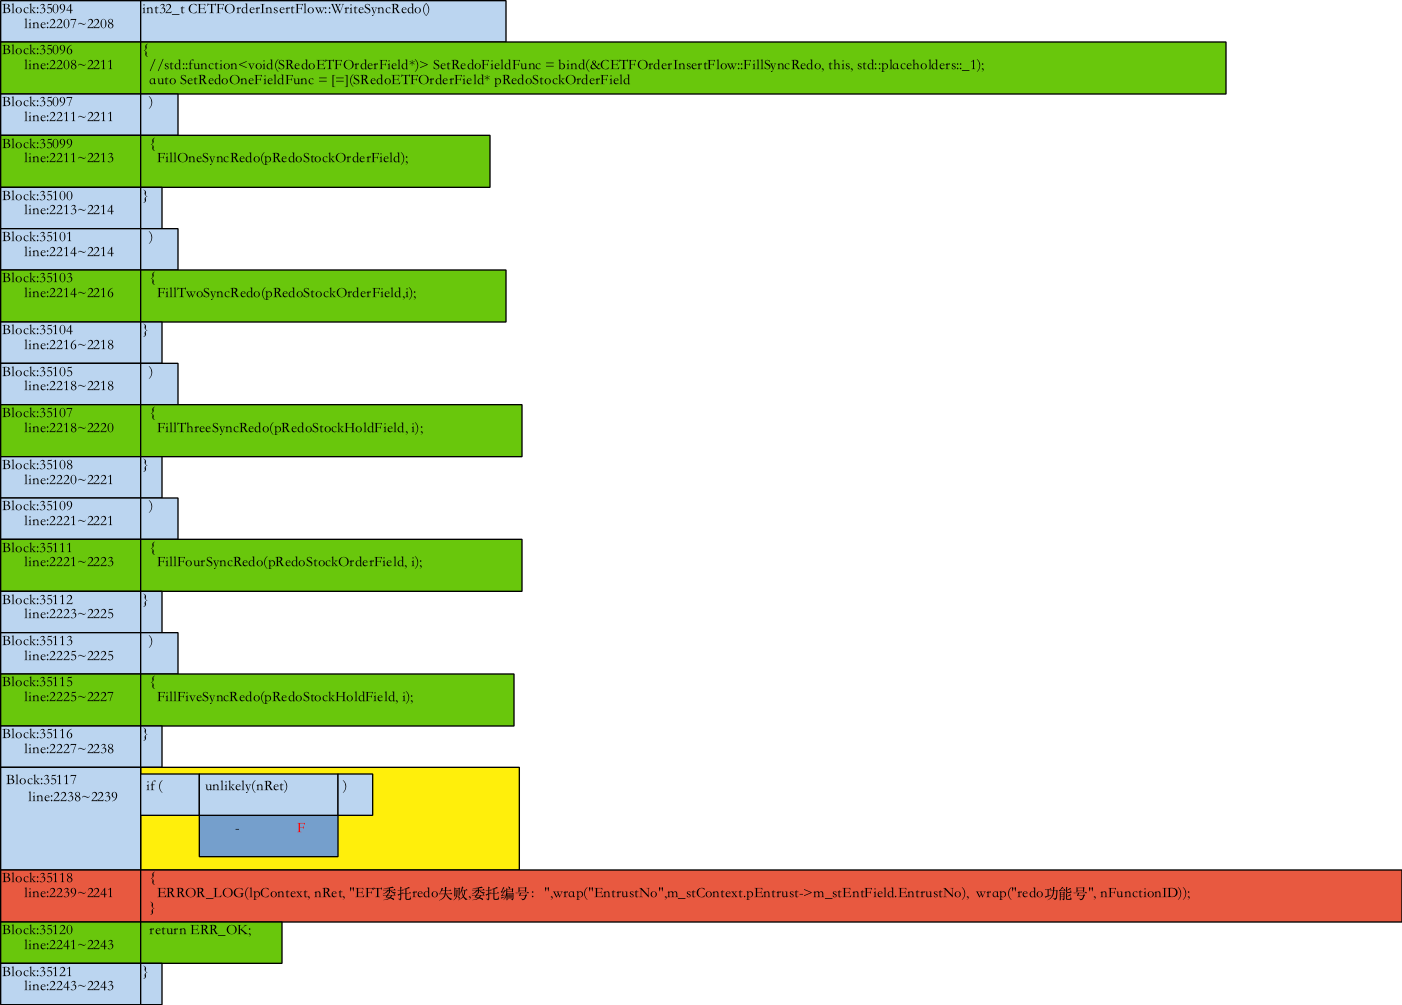 Block:35094 int32_t CETFOrderInsertFlow::WriteSyncRedo()
line:2207~2208
Block:35096 {
line:2208~2211 //std::function<void(SRedoETFOrderField*)> SetRedoFieldFunc = bind(&CETFOrderInsertFlow::FillSyncRedo, this, std::placeholders::_1);
auto SetRedoOneFieldFunc = [=](SRedoETFOrderField* pRedoStockOrderField
Block:35097 )
line:2211~2211
Block:35099 {
line:2211~2213 FillOneSyncRedo(pRedoStockOrderField);
Block:35100 }
line:2213~2214
Block:35101 )
line:2214~2214
Block:35103 {
line:2214~2216 FillTwoSyncRedo(pRedoStockOrderField,i);
Block:35104 }
line:2216~2218
Block:35105 )
line:2218~2218
Block:35107 {
line:2218~2220 FillThreeSyncRedo(pRedoStockHoldField, i);
Block:35108 }
line:2220~2221
Block:35109 )
line:2221~2221
Block:35111 {
line:2221~2223 FillFourSyncRedo(pRedoStockOrderField, i);
Block:35112 }
line:2223~2225
Block:35113 )
line:2225~2225
Block:35115 {
line:2225~2227 FillFiveSyncRedo(pRedoStockHoldField, i);
Block:35116 }
line:2227~2238
Block:35117 if ( unlikely(nRet) )
line:2238~2239
- F
Block:35118 {
line:2239~2241 ERROR_LOG(lpContext, nRet, "EFT委托redo失败,委托编号: ",wrap("EntrustNo",m_stContext.pEntrust->m_stEntField.EntrustNo), wrap("redo功能号", nFunctionID));
}
Block:35120 return ERR_OK;
line:2241~2243
Block:35121 }
line:2243~2243